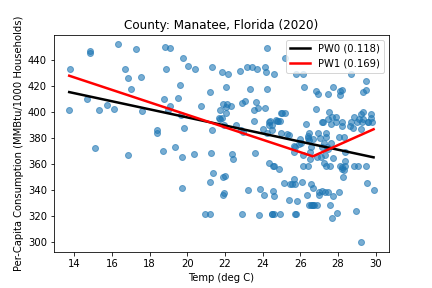 County: Manatee, Florida (2020)
PW0 (0.118)
PW1 (0.169)
Per-Capita Consumption (MMBtu/1000 Households)
440
420
400
380
360
340
320
300
14 16 18 20 22 24 26 28 30
Temp (deg C)